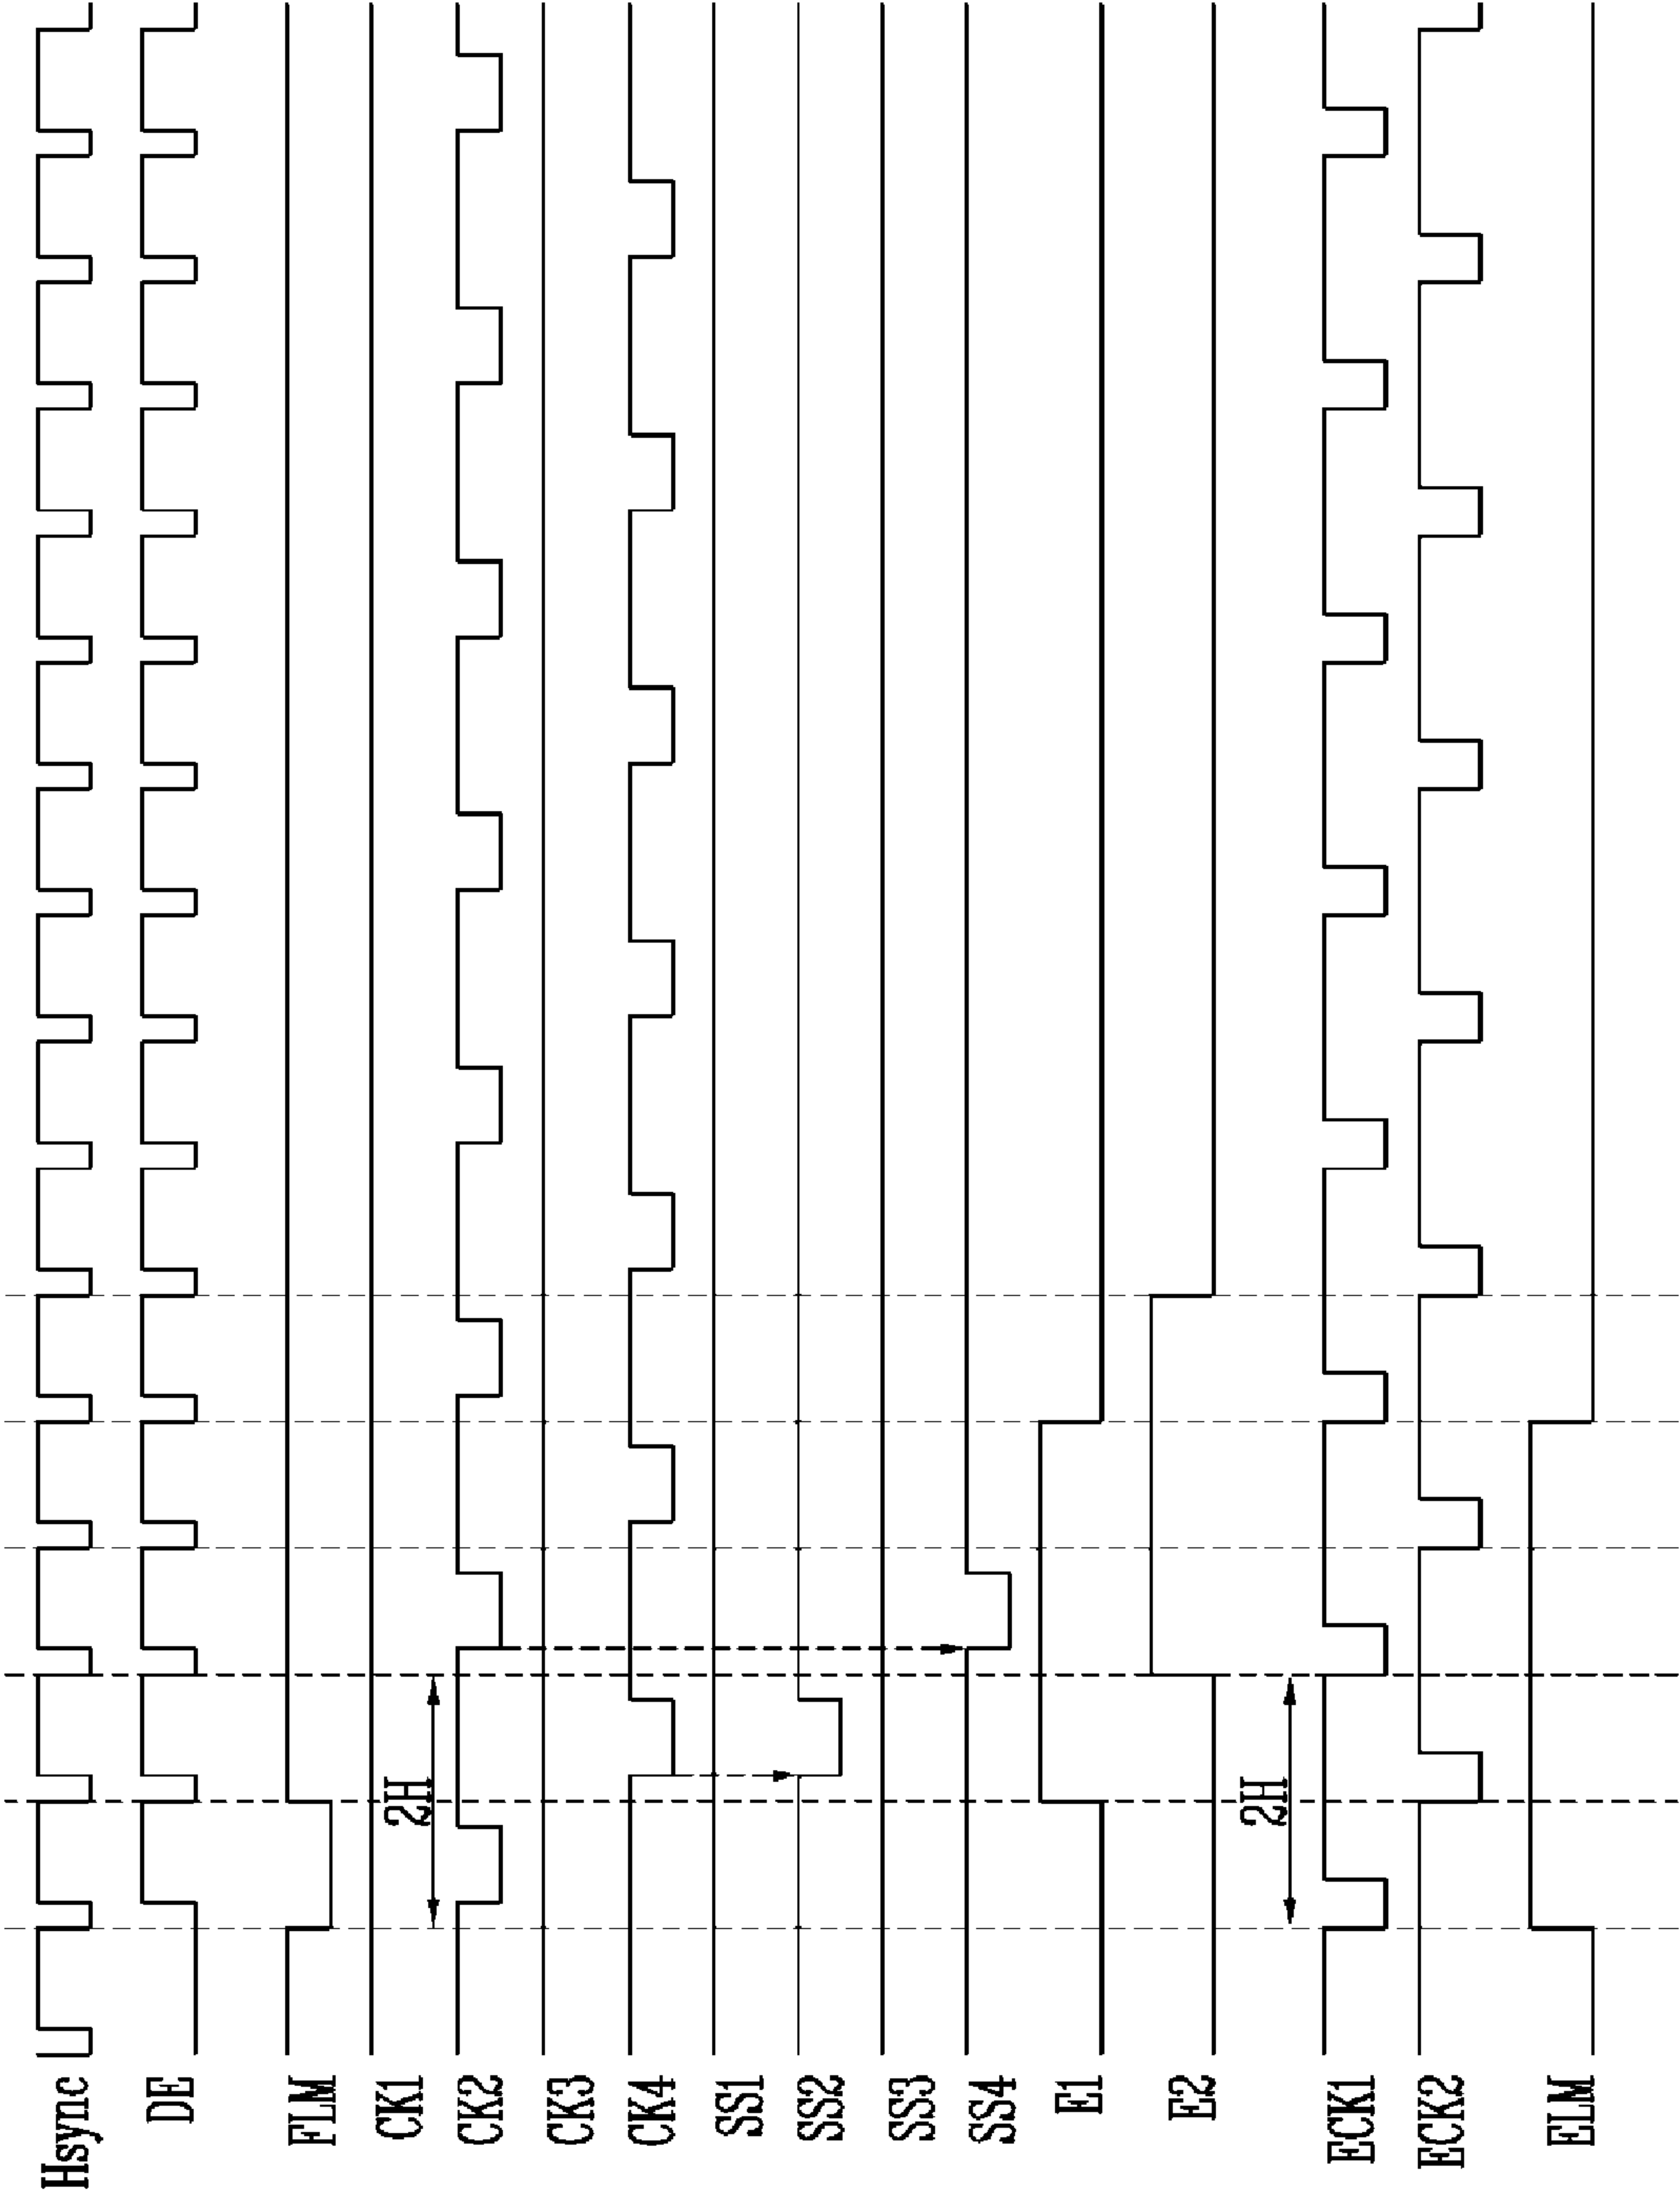 Hsync
DE
FLM
CK1
2H
CK2
CK3
CK4
SS1
SS2
SS3
SS4
E1
E2
2H
ECK1
ECK2
ELM